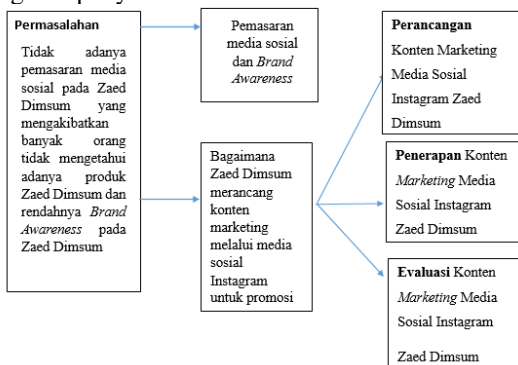 Permasalahan
Tidak adanya
pemasaran media
sosial pada Zaed
Dimsum yang
mengakibatkan
banyak orang
tidak mengetahui
adanya produk
Zaed Dimsum dan
rendahnya Brand
Awareness pada
Zaed Dimsum
Pemasaran
media sosial
dan Brand
Awareness
Bagaimana
Zaed Dimsum
merancang
konten
marketing
melalui media
sosial
Instagram
untuk promosi
Perancangan
Konten Marketing
Media Sosial
Instagram Zaed
Dimsum
Penerapan Konten
Marketing Media
Sosial Instagram
Zaed Dimsum
Evaluasi Konten
Marketing Media
Sosial Instagram
Zaed Dimsum